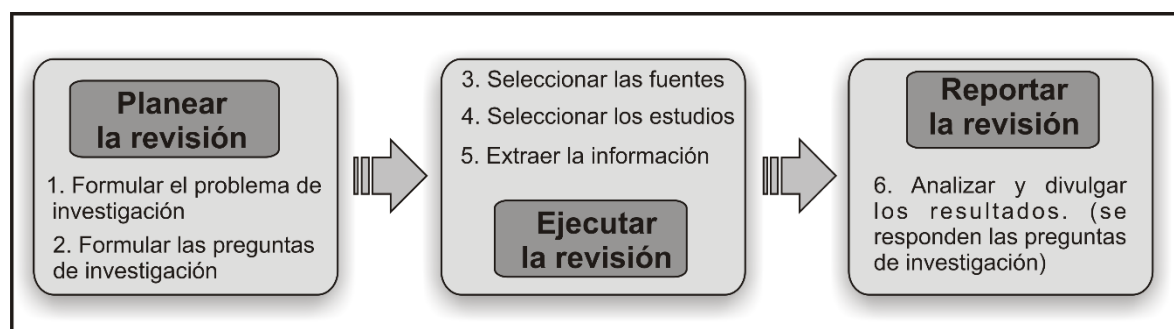 Planear
la revisión
1. Formular el problema de
investigación
2. Formular las preguntas
de investigación
3. Seleccionar las fuentes
4. Seleccionar los estudios
5. Extraer la información
Ejecutar
la revisión
Reportar
la revisión
6. Analizar y divulgar
los resultados. (se
responden las preguntas
de investigación)